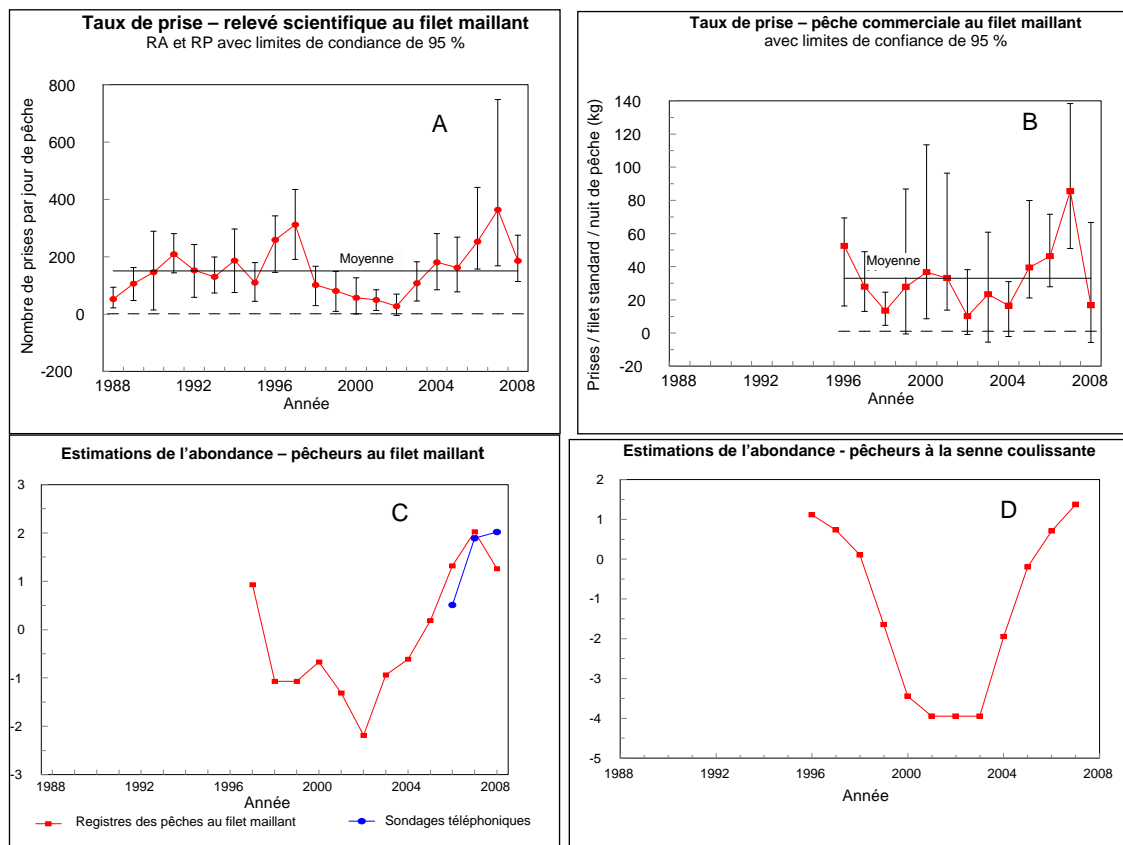 Taux de prise – relevé scientifique au filet maillant
RA et RP avec limites de condiance de 95 %
Nombre de prises par jour de pêche
800
600
400
200
0
-200
A
Moyenne
1988 1992 1996 2000 2004 2008
Année
Taux de prise – pêche commerciale au filet maillant
avec limites de confiance de 95 %
Prises / filet standard / nuit de pêche (kg)
140
120
100
80
60
40
20
0
-20
B
Moyenne
1988 1992 1996 2000 2004 2008
Année
Estimations de l'abondance – pêcheurs au filet maillant
3
2
1
0
-1
-2
-3
C
1988 1992 1996 2000 2004 2008
Année
Registres des pêches au filet maillant Sondages téléphoniques
Estimations de l'abondance - pêcheurs à la senne coulissante
2
1
0
-1
-2
-3
-4
-5
D
1988 1992 1996 2000 2004 2008
Année